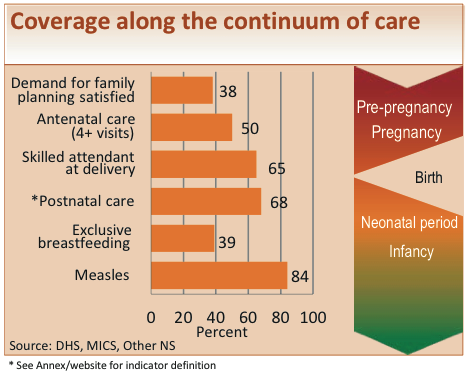 Coverage along the continuum of care
Demand for family
planning satisfied
38
Antenatal care
(4+ visits)
50
Skilled attendant
at delivery
65
*Postnatal care
68
Exclusive
breastfeeding
39
Measles
84
0 20 40 60 80 100
Percent
Pre-pregnancy
Pregnancy
Birth
Neonatal period
Infancy
Source: DHS, MICS, Other NS
* See Annex/website for indicator definition